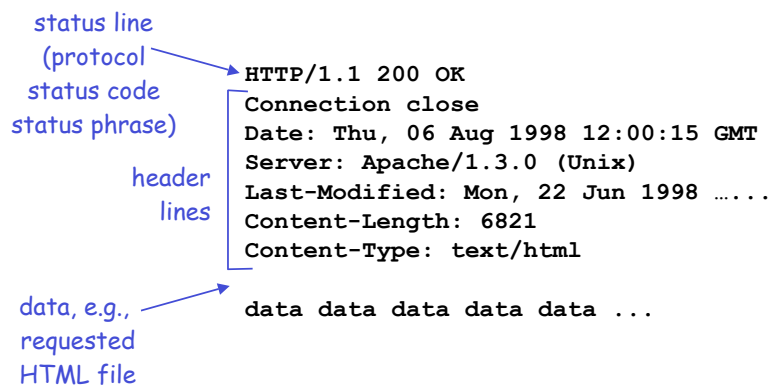 status line
(protocol
status code
status phrase)
HTTP/1.1 200 OK
Connection close
Date: Thu, 06 Aug 1998 12:00:15 GMT
Server: Apache/1.3.0 (Unix)
Last-Modified: Mon, 22 Jun 1998 …...
Content-Length: 6821
Content-Type: text/html
header
lines
data, e.g.,
requested
HTML file
data data data data data ...